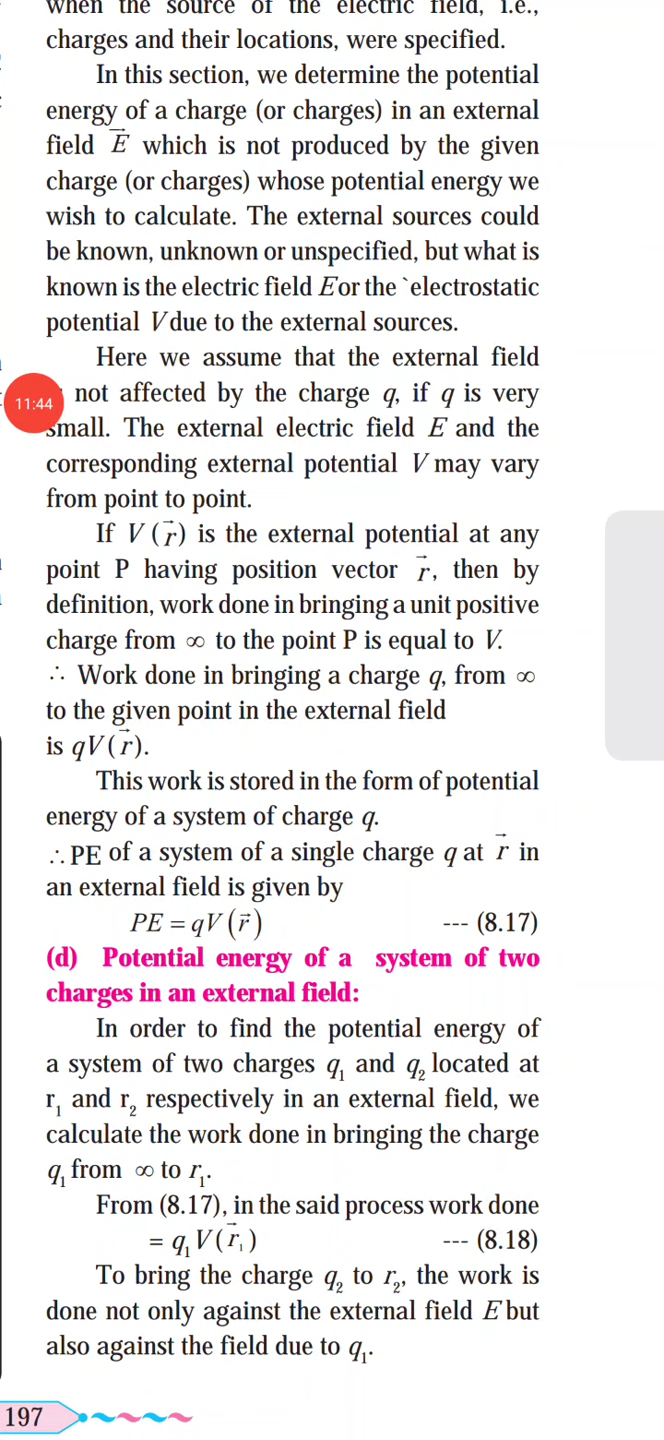 when the source of the electric field, i.e.,
charges and their locations, were specified.
In this section, we determine the potential
energy of a charge (or charges) in an external
field E⃗ which is not produced by the given
charge (or charges) whose potential energy we
wish to calculate. The external sources could
be known, unknown or unspecified, but what is
known is the electric field E or the `electrostatic
potential V due to the external sources.
Here we assume that the external field
not affected by the charge q, if q is very
small. The external electric field E and the
corresponding external potential V may vary
from point to point.
If V(r⃗) is the external potential at any
point P having position vector r⃗, then by
definition, work done in bringing a unit positive
charge from ∞ to the point P is equal to V.
∴ Work done in bringing a charge q, from ∞
to the given point in the external field
is qV(r⃗).
This work is stored in the form of potential
energy of a system of charge q.
∴ PE of a system of a single charge q at r⃗ in
an external field is given by
PE = qV(r⃗) --- (8.17)
(d) Potential energy of a system of two
charges in an external field:
In order to find the potential energy of
a system of two charges q₁ and q₂ located at
r₁ and r₂ respectively in an external field, we
calculate the work done in bringing the charge
q₁ from ∞ to r₁.
From (8.17), in the said process work done
= q₁V(r⃗₁) --- (8.18)
To bring the charge q₂ to r₂, the work is
done not only against the external field E but
also against the field due to q₁.
11:44
197